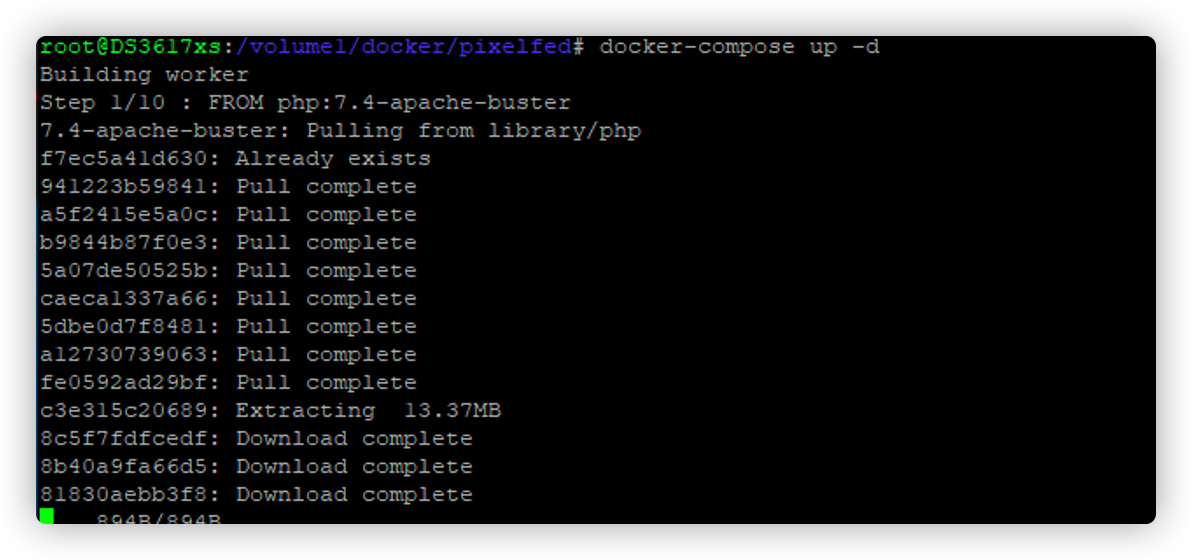 root@DS3617xs:/volume1/docker/pixelfed# docker-compose up -d
Building worker
Step 1/10 : FROM php:7.4-apache-buster
7.4-apache-buster: Pulling from library/php
f7ec5a41d630: Already exists
941223b59841: Pull complete
a5f2415e5a0c: Pull complete
b9844b87f0e3: Pull complete
5a07de50525b: Pull complete
caeca1337a66: Pull complete
5dbe0d7f8481: Pull complete
a12730739063: Pull complete
fe0592ad29bf: Pull complete
c3e315c20689: Extracting  13.37MB
8c5f7fdfcedf: Download complete
8b40a9fa66d5: Download complete
81830aebb3f8: Download complete
894B/894B